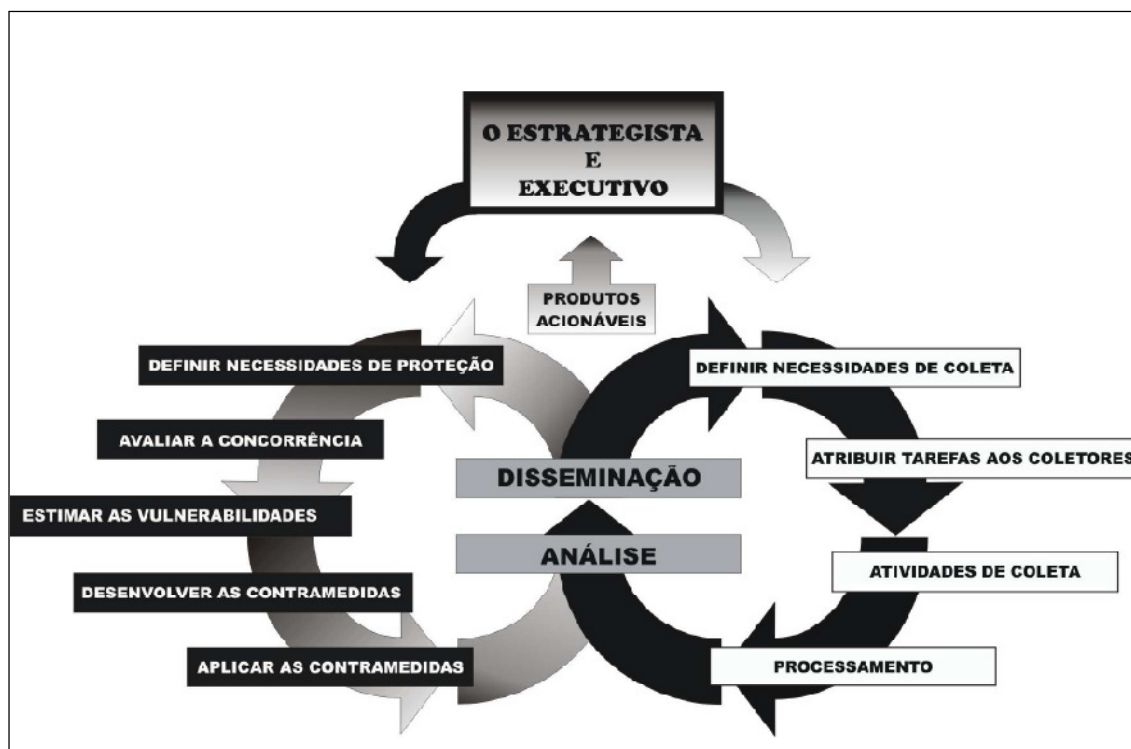 O ESTRATEGISTA
E
EXECUTIVO
PRODUTOS
ACIONÁVEIS
DEFINIR NECESSIDADES DE PROTEÇÃO
AVALIAR A CONCORRÊNCIA
ESTIMAR AS VULNERABILIDADES
DESENVOLVER AS CONTRAMEDIDAS
APLICAR AS CONTRAMEDIDAS
DISSEMINAÇÃO
ANÁLISE
DEFINIR NECESSIDADES DE COLETA
ATRIBUIR TAREFAS AOS COLETORES
ATIVIDADES DE COLETA
PROCESSAMENTO